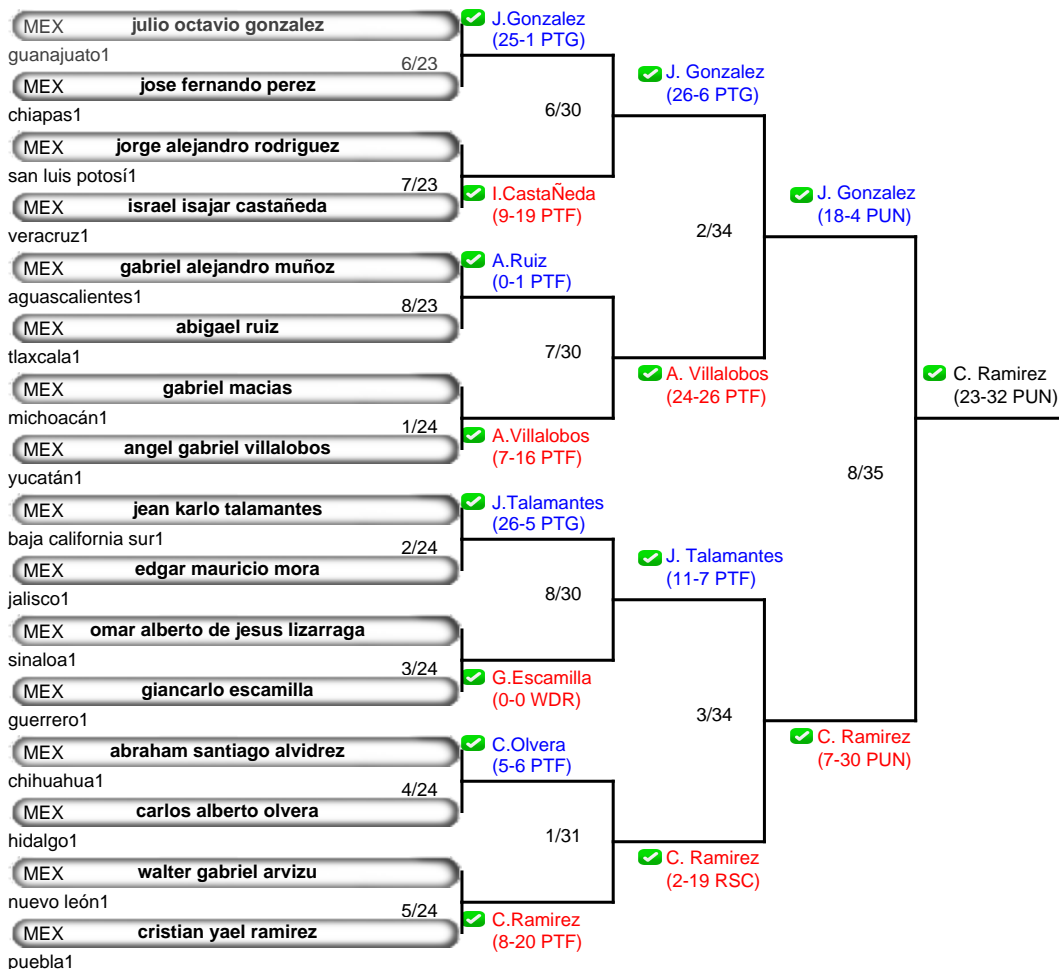 MEX julio octavio gonzalez
guanajuato1
6/23
MEX jose fernando perez
chiapas1
MEX jorge alejandro rodriguez
san luis potosí1
7/23
MEX israel isajar castañeda
veracruz1
MEX gabriel alejandro muñoz
aguascalientes1
8/23
MEX abigael ruiz
tlaxcala1
MEX gabriel macias
michoacán1
1/24
MEX angel gabriel villalobos
yucatán1
MEX jean karlo talamantes
baja california sur1
2/24
MEX edgar mauricio mora
jalisco1
MEX omar alberto de jesus lizarraga
sinaloa1
3/24
MEX giancarlo escamilla
guerrero1
MEX abraham santiago alvidrez
chihuahua1
4/24
MEX carlos alberto olvera
hidalgo1
MEX walter gabriel arvizu
nuevo león1
5/24
MEX cristian yael ramirez
puebla1
J.Gonzalez
(25-1 PTG)
6/30
I.CastaÑeda
(9-19 PTF)
A.Ruiz
(0-1 PTF)
7/30
A.Villalobos
(7-16 PTF)
J.Talamantes
(26-5 PTG)
8/30
G.Escamilla
(0-0 WDR)
C.Olvera
(5-6 PTF)
1/31
C.Ramirez
(8-20 PTF)
J. Gonzalez
(26-6 PTG)
2/34
A. Villalobos
(24-26 PTF)
J. Talamantes
(11-7 PTF)
3/34
C. Ramirez
(2-19 RSC)
J. Gonzalez
(18-4 PUN)
8/35
C. Ramirez
(7-30 PUN)
C. Ramirez
(23-32 PUN)